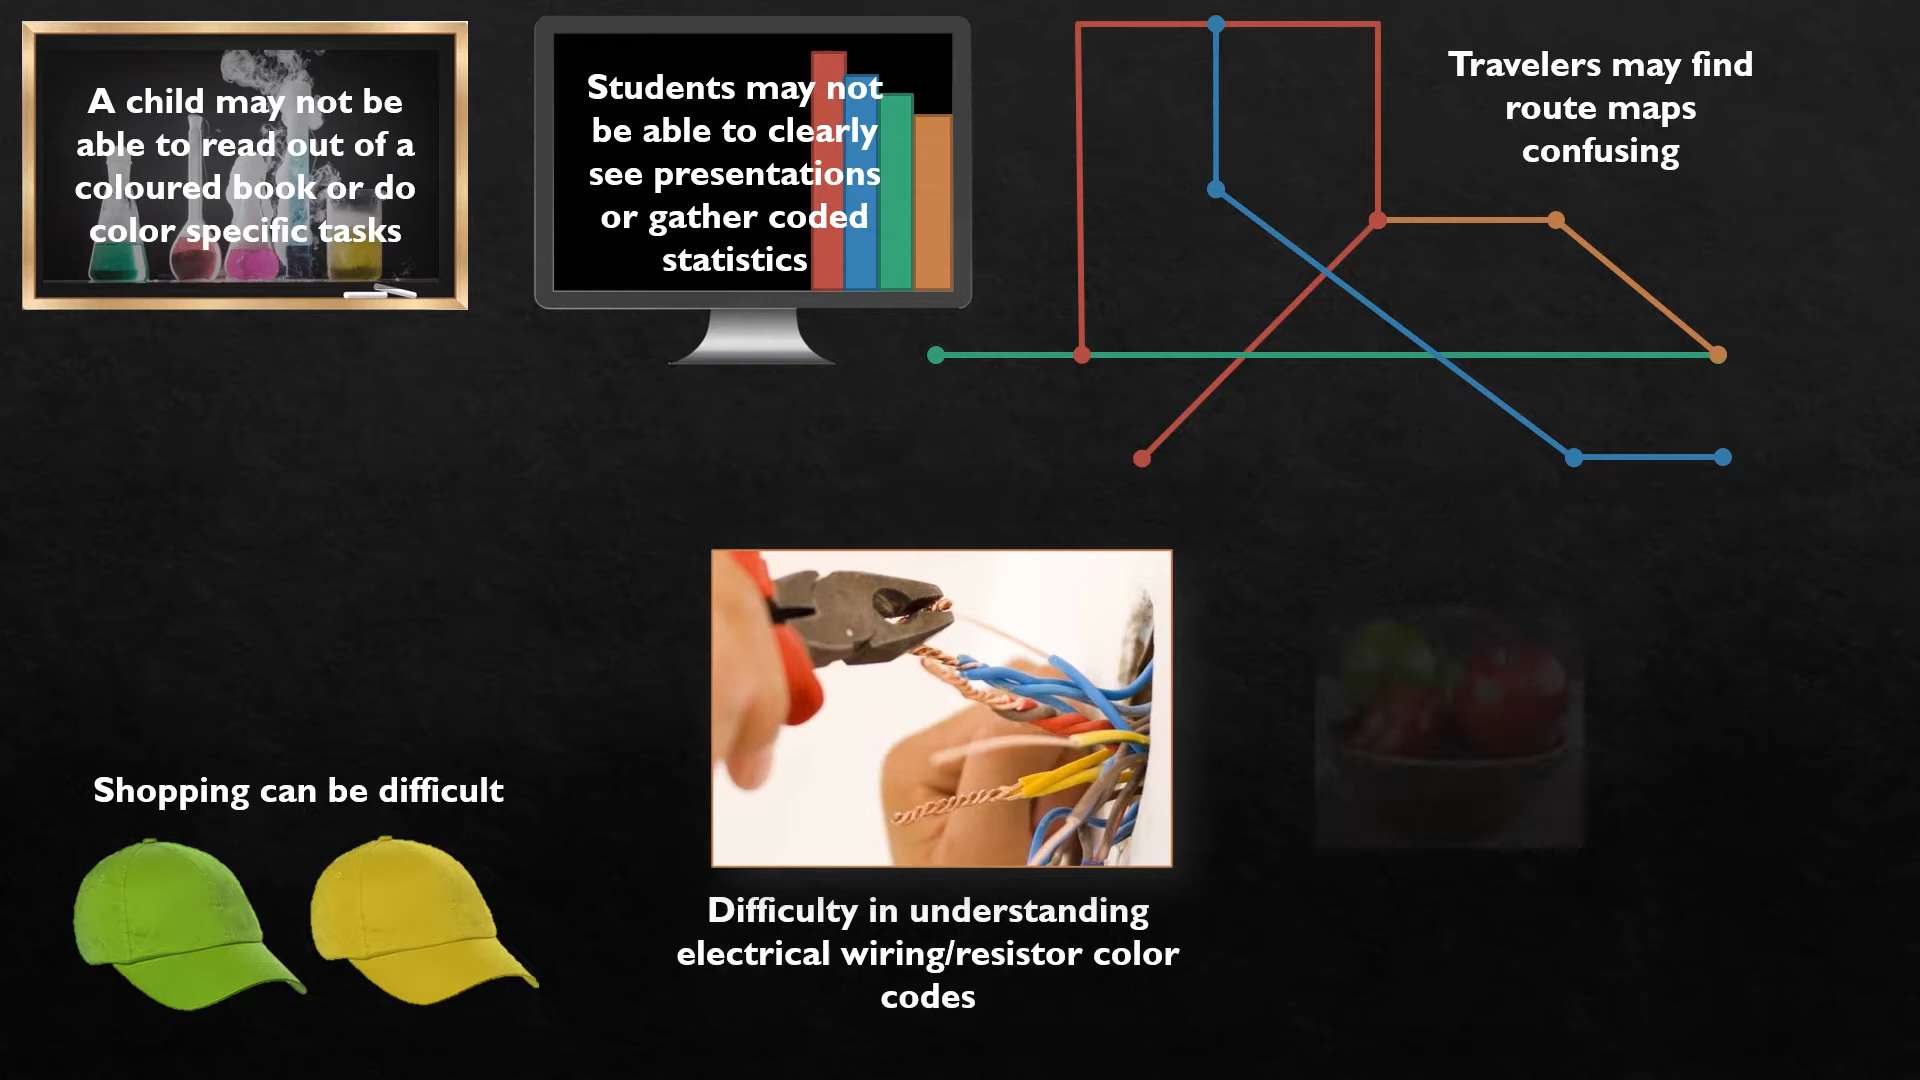 A child may not be
able to read out of a
coloured book or do
color specific tasks
Students may not
be able to clearly
see presentations
or gather coded
statistics
Travelers may find
route maps
confusing
Shopping can be difficult
Difficulty in understanding
electrical wiring/resistor color
codes